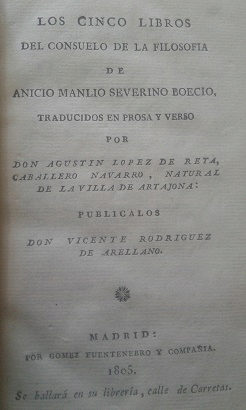 LOS CINCO LIBROS
DEL CONSUELO DE LA FILOSOFIA
DE
ANICIO MANLIO SEVERINO BOECIO,
TRADUCIDOS EN PROSA Y VERSO
POR
DON AGUSTIN LOPEZ DE RETA,
CABALLERO NAVARRO, NATURAL
DE LA VILLA DE ARTAJONA:
PUBLICALOS
DON VICENTE RODRIGUEZ
DE ARELLANO.
MADRID:
POR GOMEZ FUENTENEBRO Y COMPAÑIA.
1805.
Se hallará en su librería, calle de Carretas.